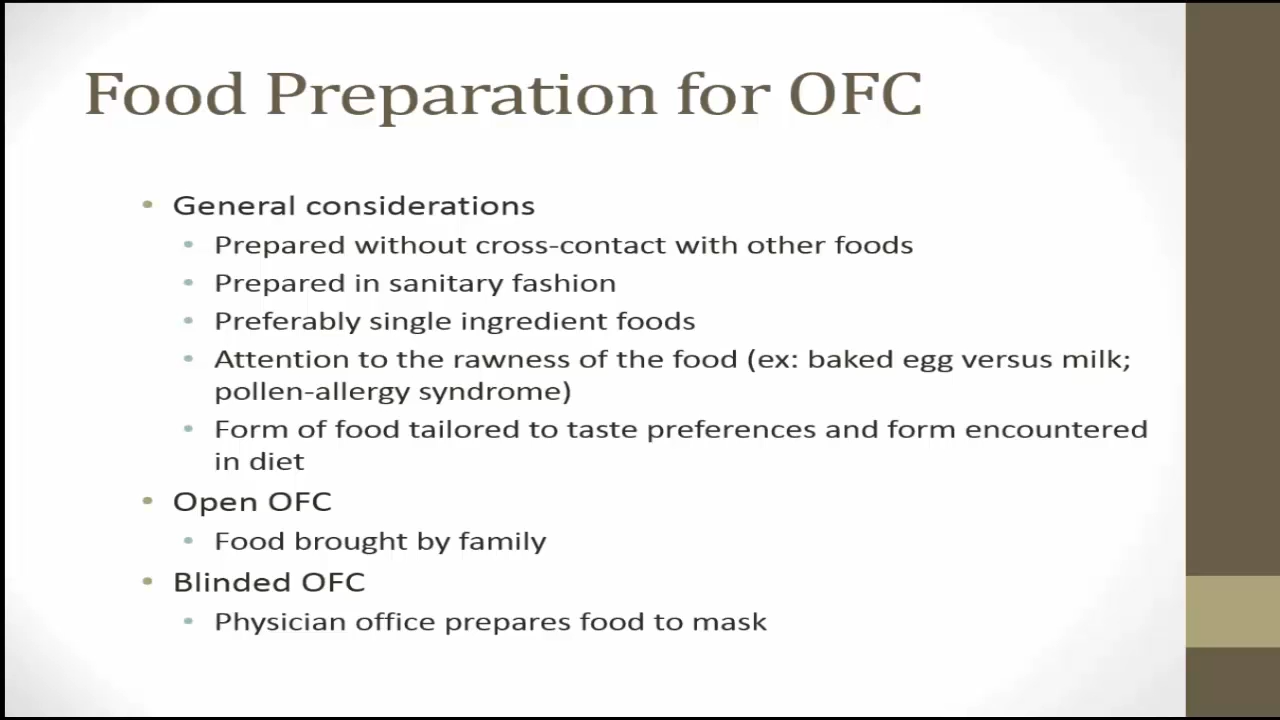 Food Preparation for OFC
• General considerations
• Prepared without cross-contact with other foods
• Prepared in sanitary fashion
• Preferably single ingredient foods
• Attention to the rawness of the food (ex: baked egg versus milk;
pollen-allergy syndrome)
• Form of food tailored to taste preferences and form encountered
in diet
• Open OFC
• Food brought by family
• Blinded OFC
• Physician office prepares food to mask